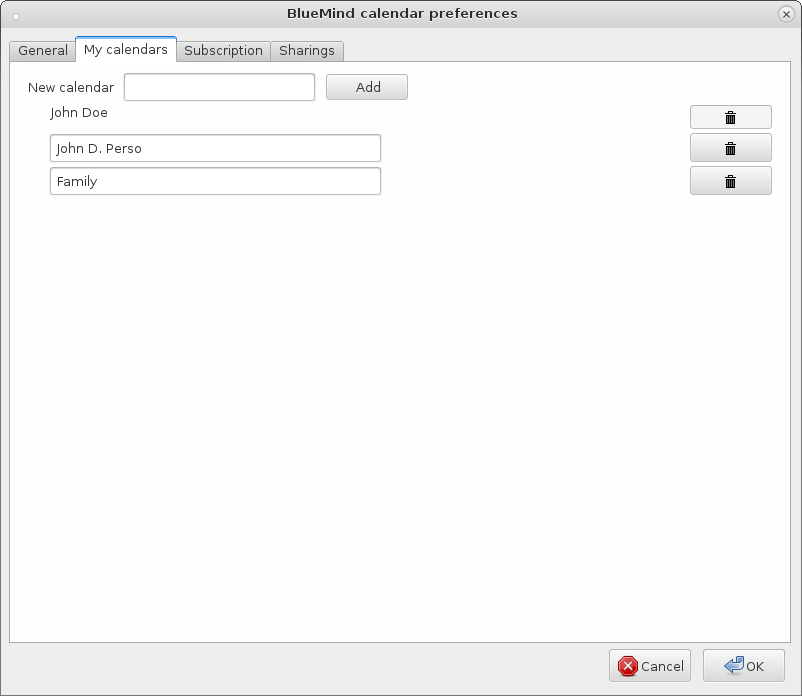 BlueMind calendar preferences
General My calendars Subscription Sharings
New calendar Add
John Doe
John D. Perso
Family
Cancel OK